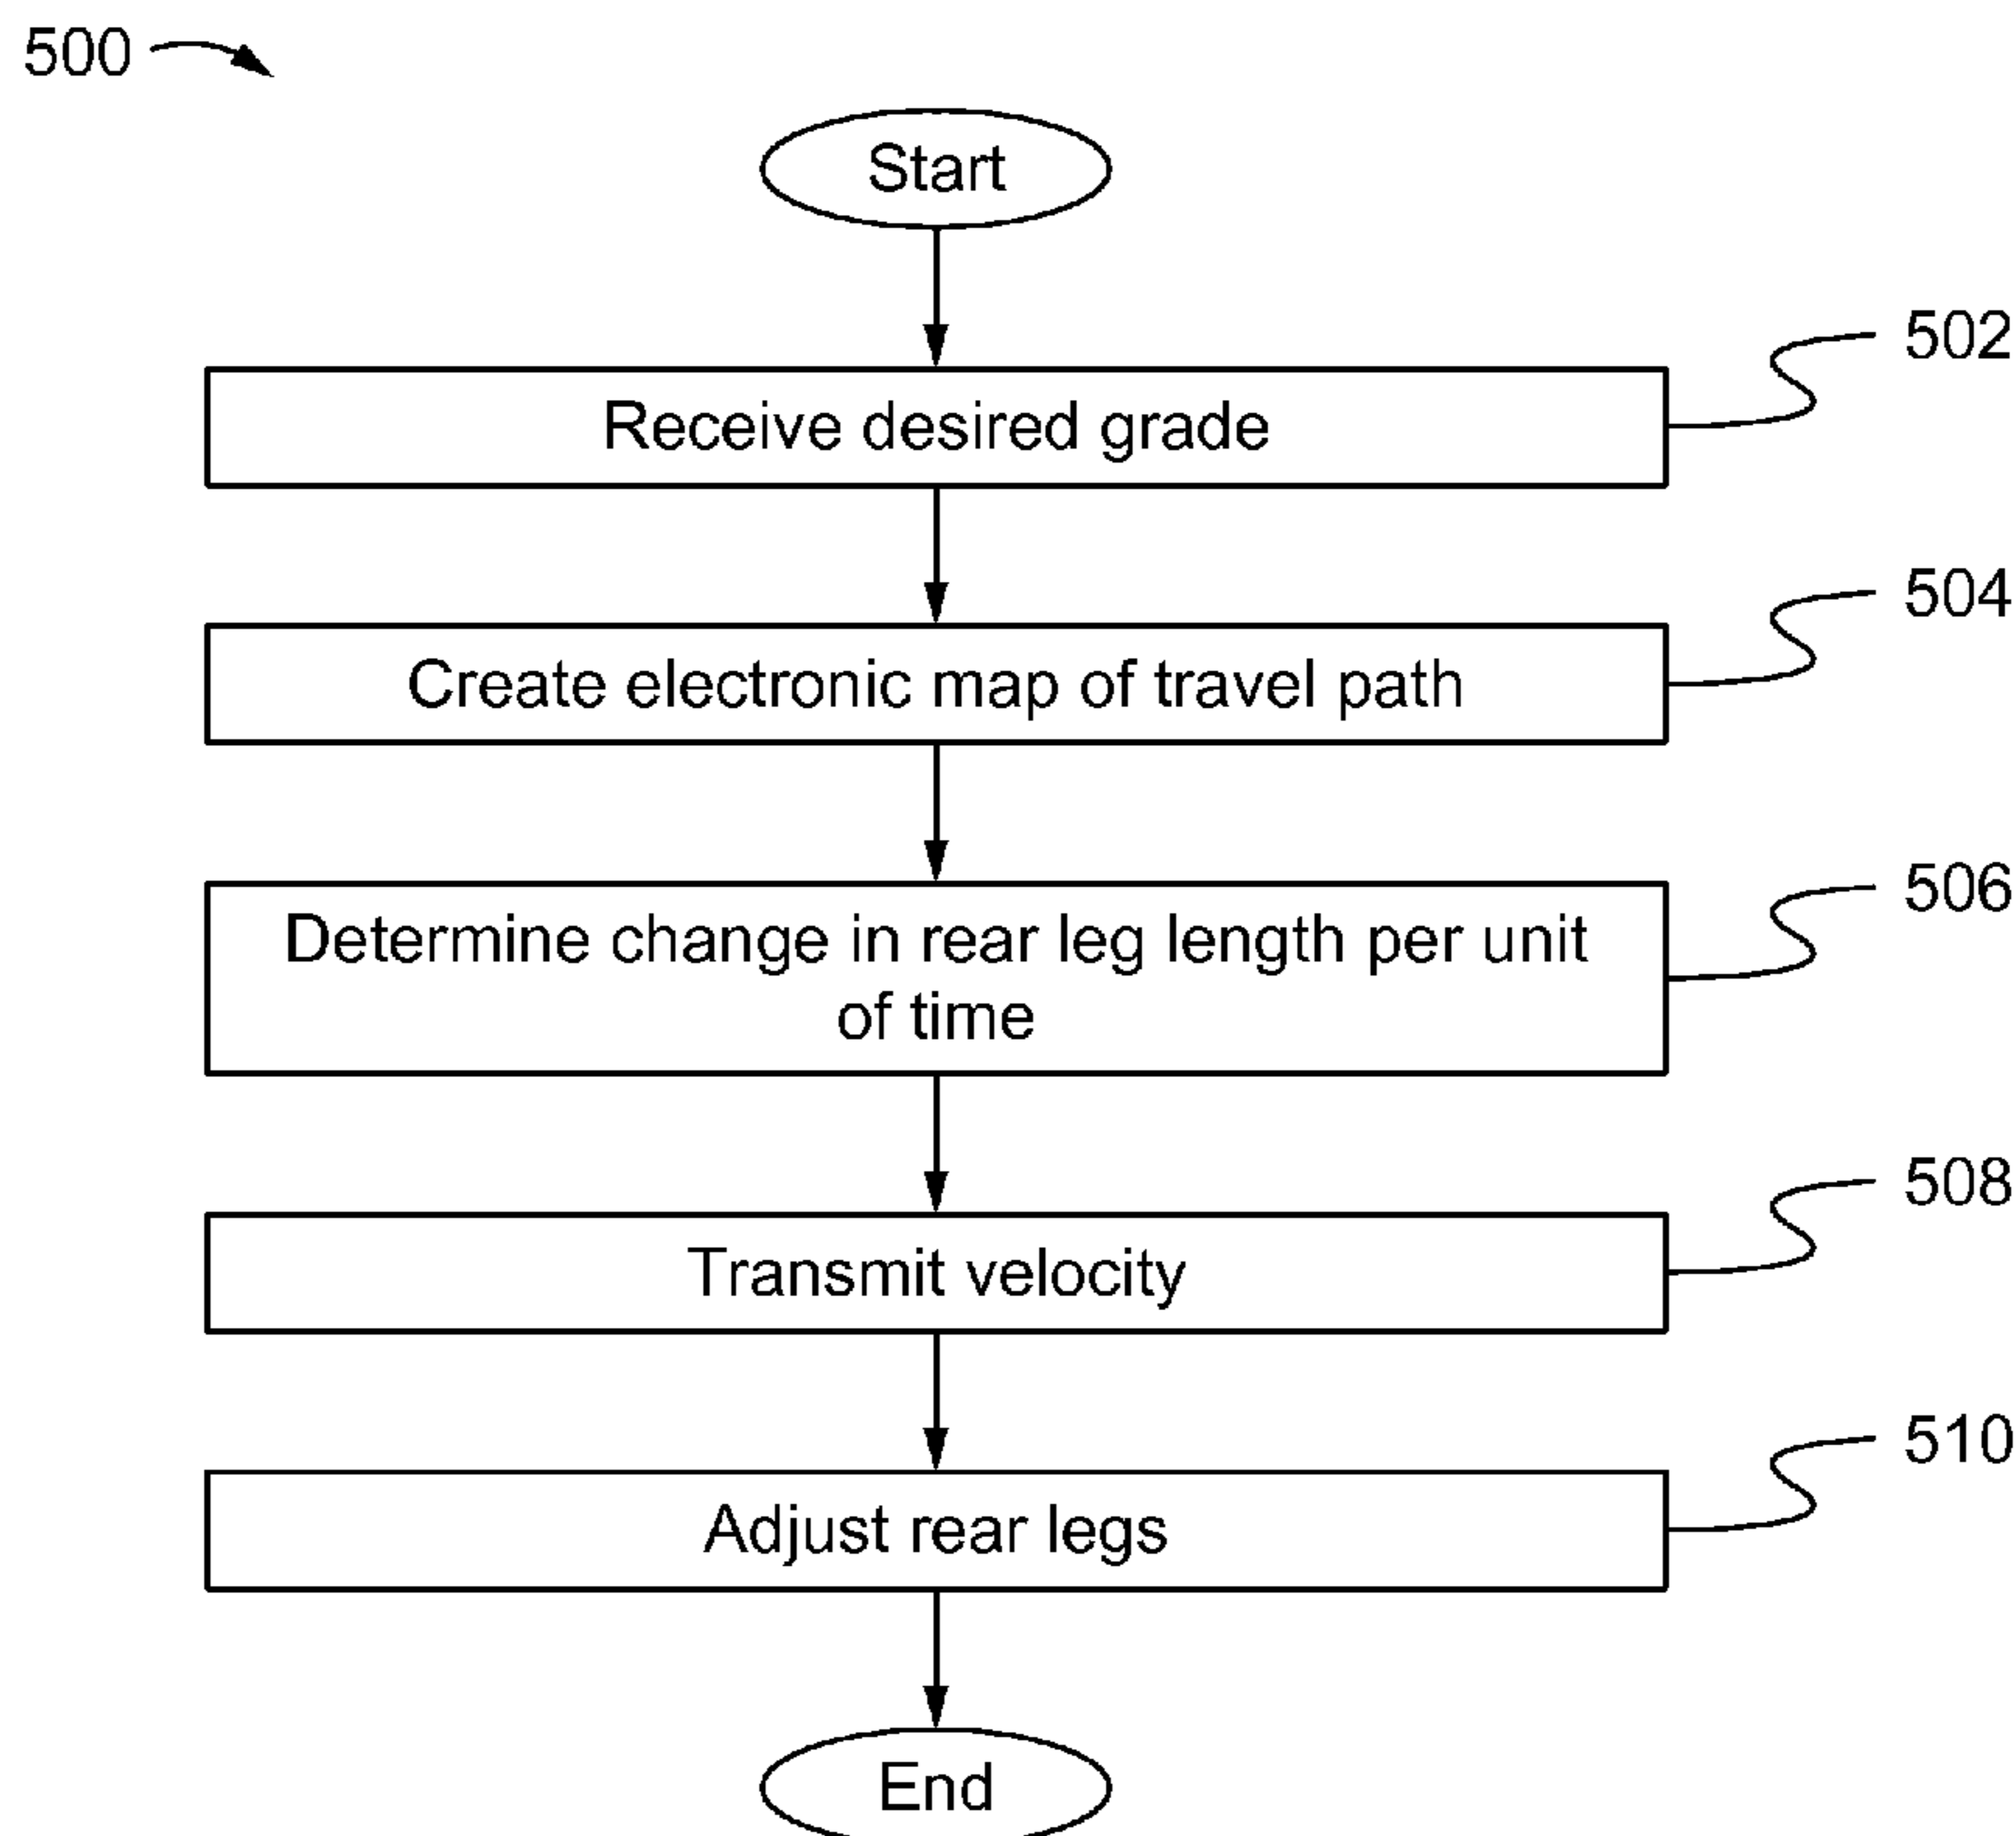 500
Start
502
Receive desired grade
504
Create electronic map of travel path
506
Determine change in rear leg length per unit
of time
508
Transmit velocity
510
Adjust rear legs
End